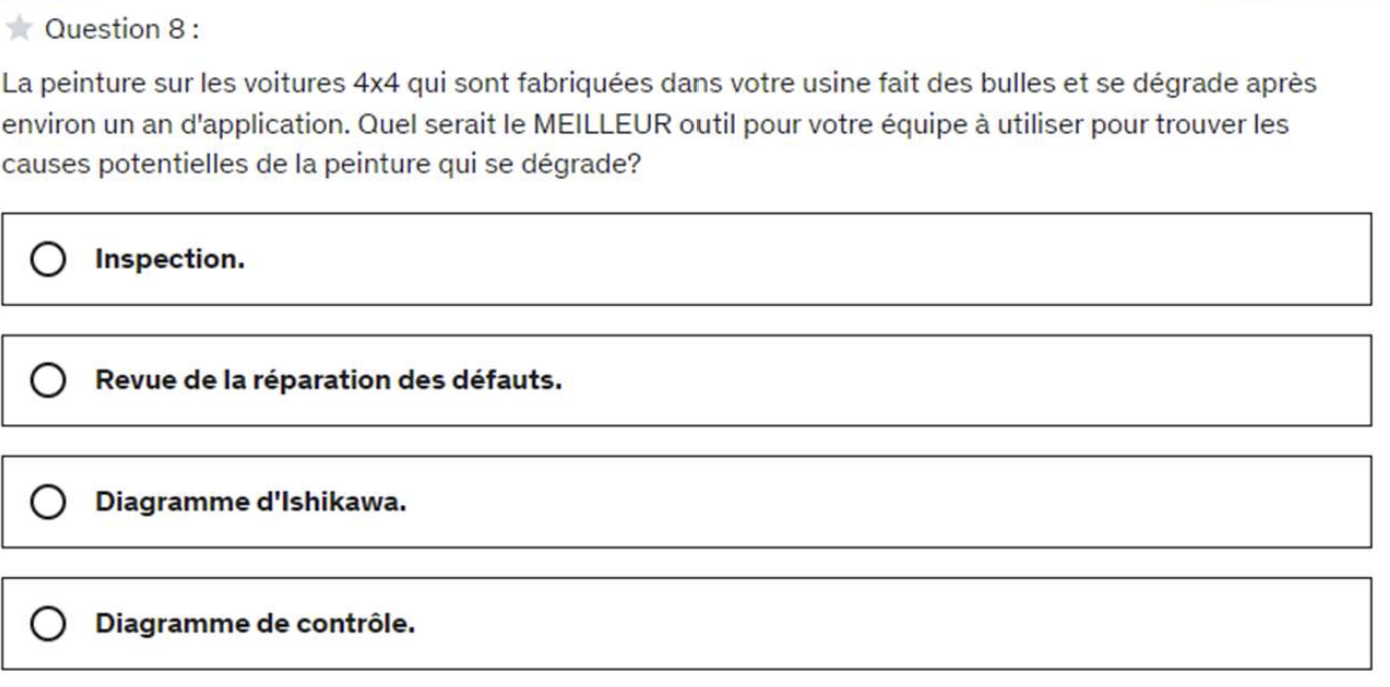 Question 8 :
La peinture sur les voitures 4x4 qui sont fabriquées dans votre usine fait des bulles et se dégrade après
environ un an d'application. Quel serait le MEILLEUR outil pour votre équipe à utiliser pour trouver les
causes potentielles de la peinture qui se dégrade?
Inspection.
Revue de la réparation des défauts.
Diagramme d'Ishikawa.
Diagramme de contrôle.